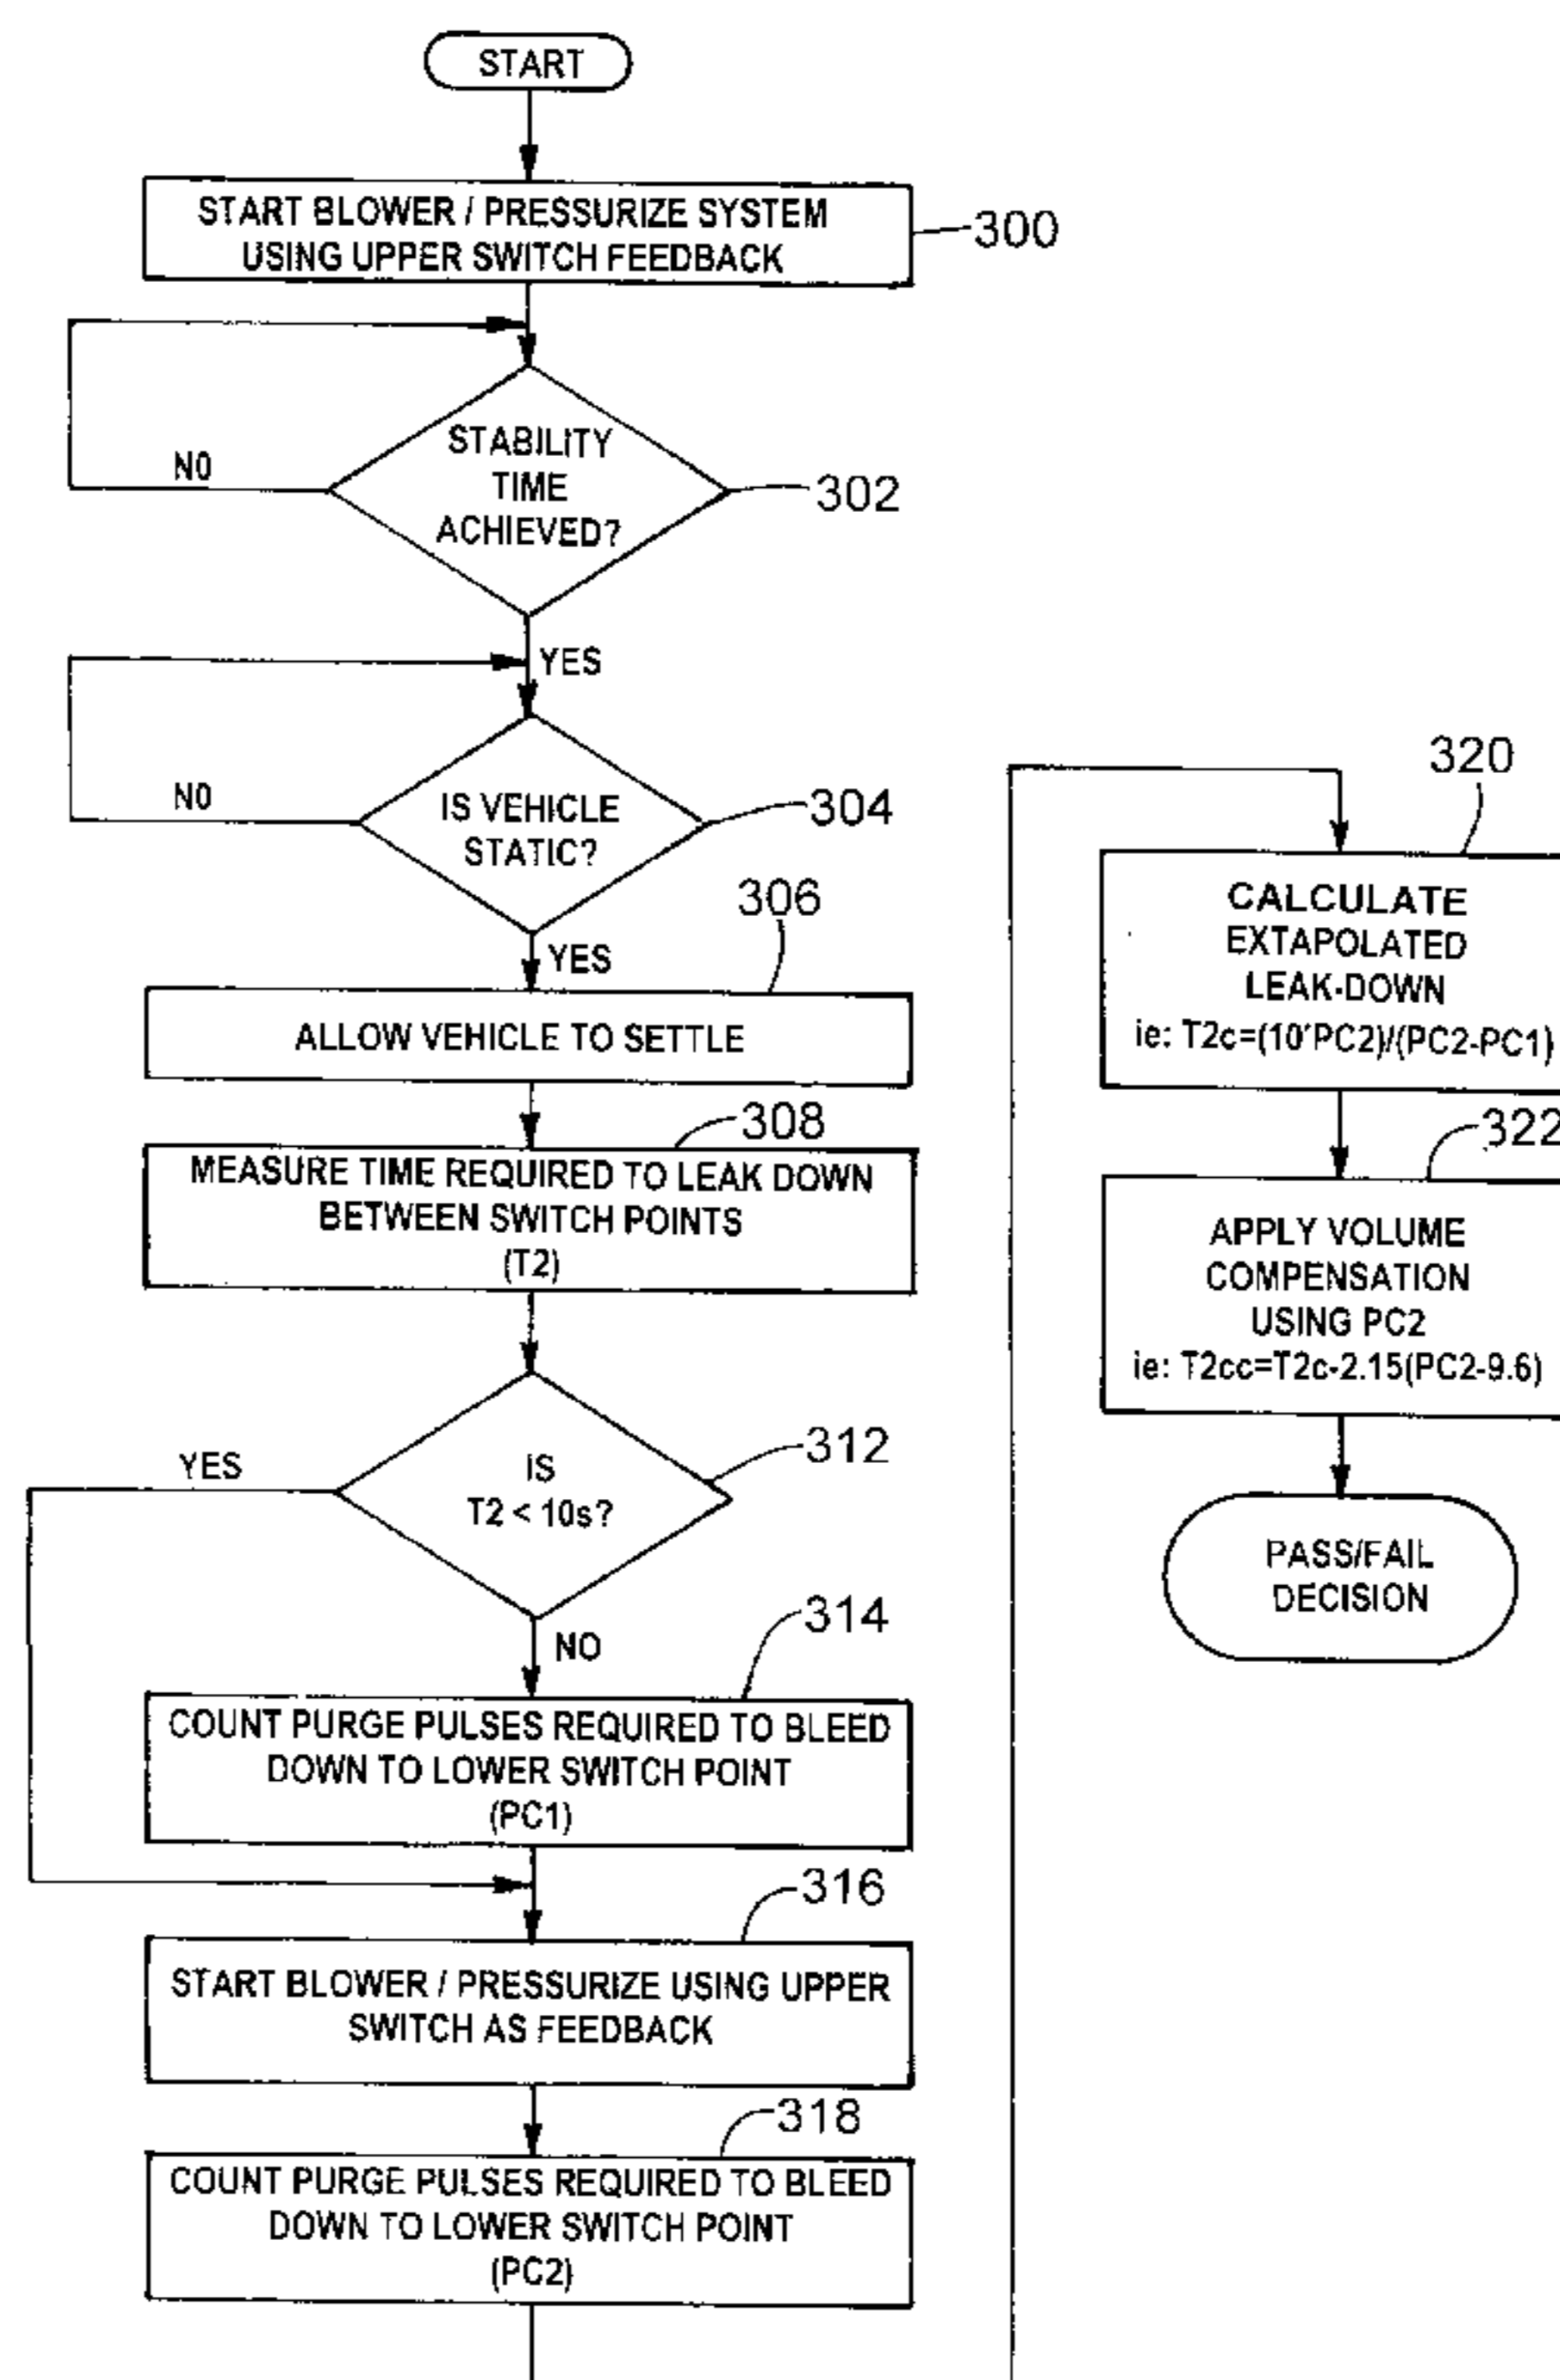 START
START BLOWER / PRESSURIZE SYSTEM
USING UPPER SWITCH FEEDBACK
300
STABILITY
TIME
ACHIEVED?
302
NO
YES
IS VEHICLE
STATIC?
304
NO
YES
306
ALLOW VEHICLE TO SETTLE
308
MEASURE TIME REQUIRED TO LEAK DOWN
BETWEEN SWITCH POINTS
(T2)
312
IS
T2 < 10s?
YES
NO
314
COUNT PURGE PULSES REQUIRED TO BLEED
DOWN TO LOWER SWITCH POINT
(PC1)
316
START BLOWER / PRESSURIZE USING UPPER
SWITCH AS FEEDBACK
318
COUNT PURGE PULSES REQUIRED TO BLEED
DOWN TO LOWER SWITCH POINT
(PC2)
320
CALCULATE
EXTAPOLATED
LEAK-DOWN
ie: T2c=(10*PC2)/(PC2-PC1)
322
APPLY VOLUME
COMPENSATION
USING PC2
ie: T2cc=T2c-2.15(PC2-9.6)
PASS/FAIL
DECISION